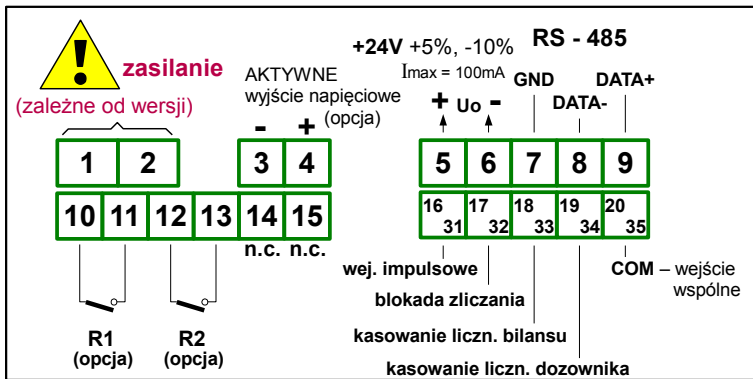 !
zasilanie
(zależne od wersji)
AKTYWNE
wyjście napięciowe
(opcja)
- +
+24V +5%, -10%
Imax = 100mA
+ Uo -
RS - 485
GND
DATA-
DATA+
1 2 3 4
5 6 7 8 9
10 11 12 13 14 15
16 31 17 32 18 33 19 34 20 35
n.c. n.c.
R1
(opcja)
R2
(opcja)
wej. impulsowe
blokada zliczania
kasowanie liczn. bilansu
kasowanie liczn. dozownika
COM – wejście
wspólne